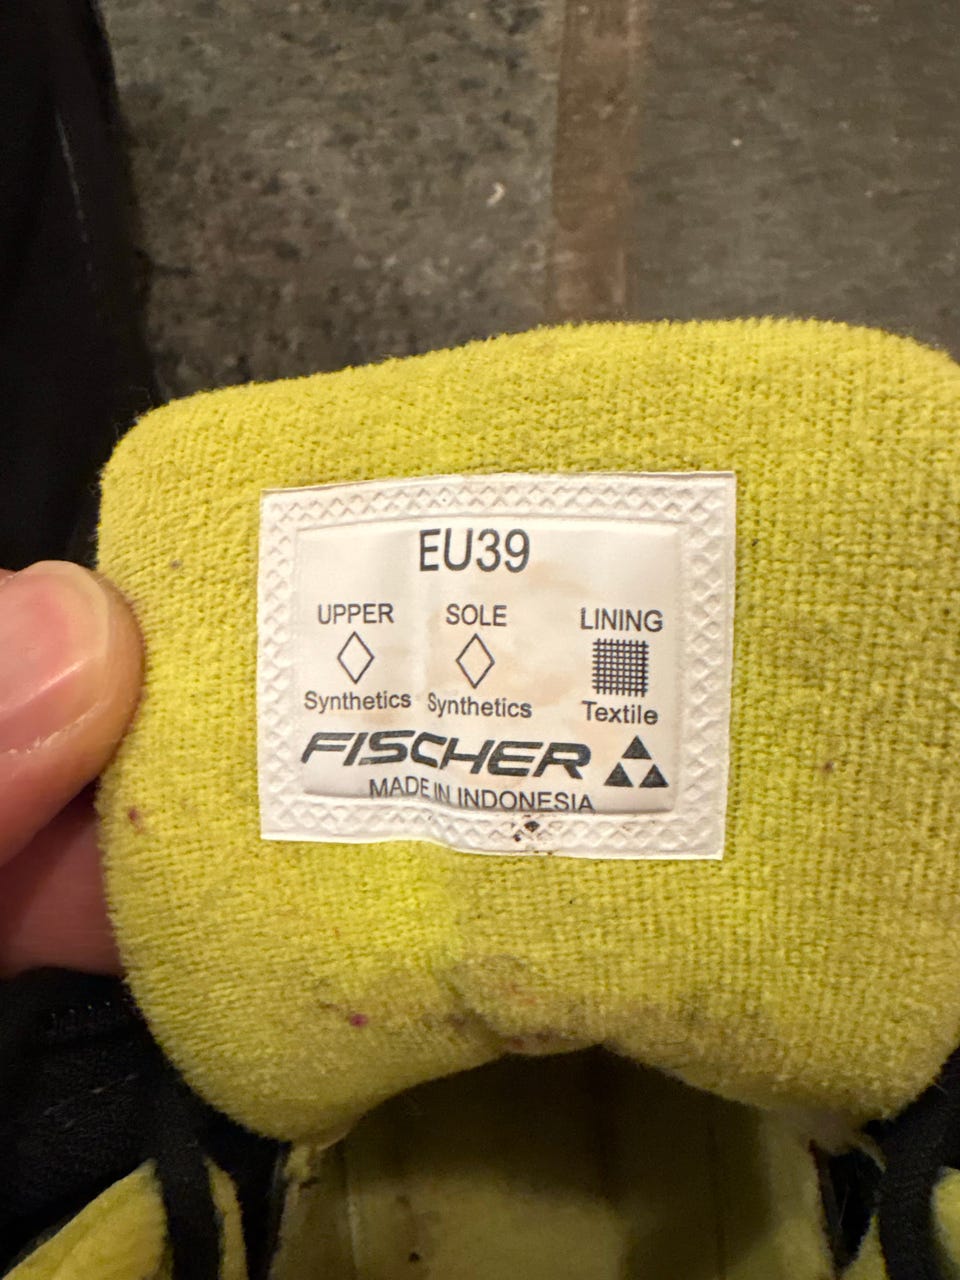 EU39
UPPER SOLE LINING
Synthetics Synthetics Textile
FISCHER
MADE IN INDONESIA